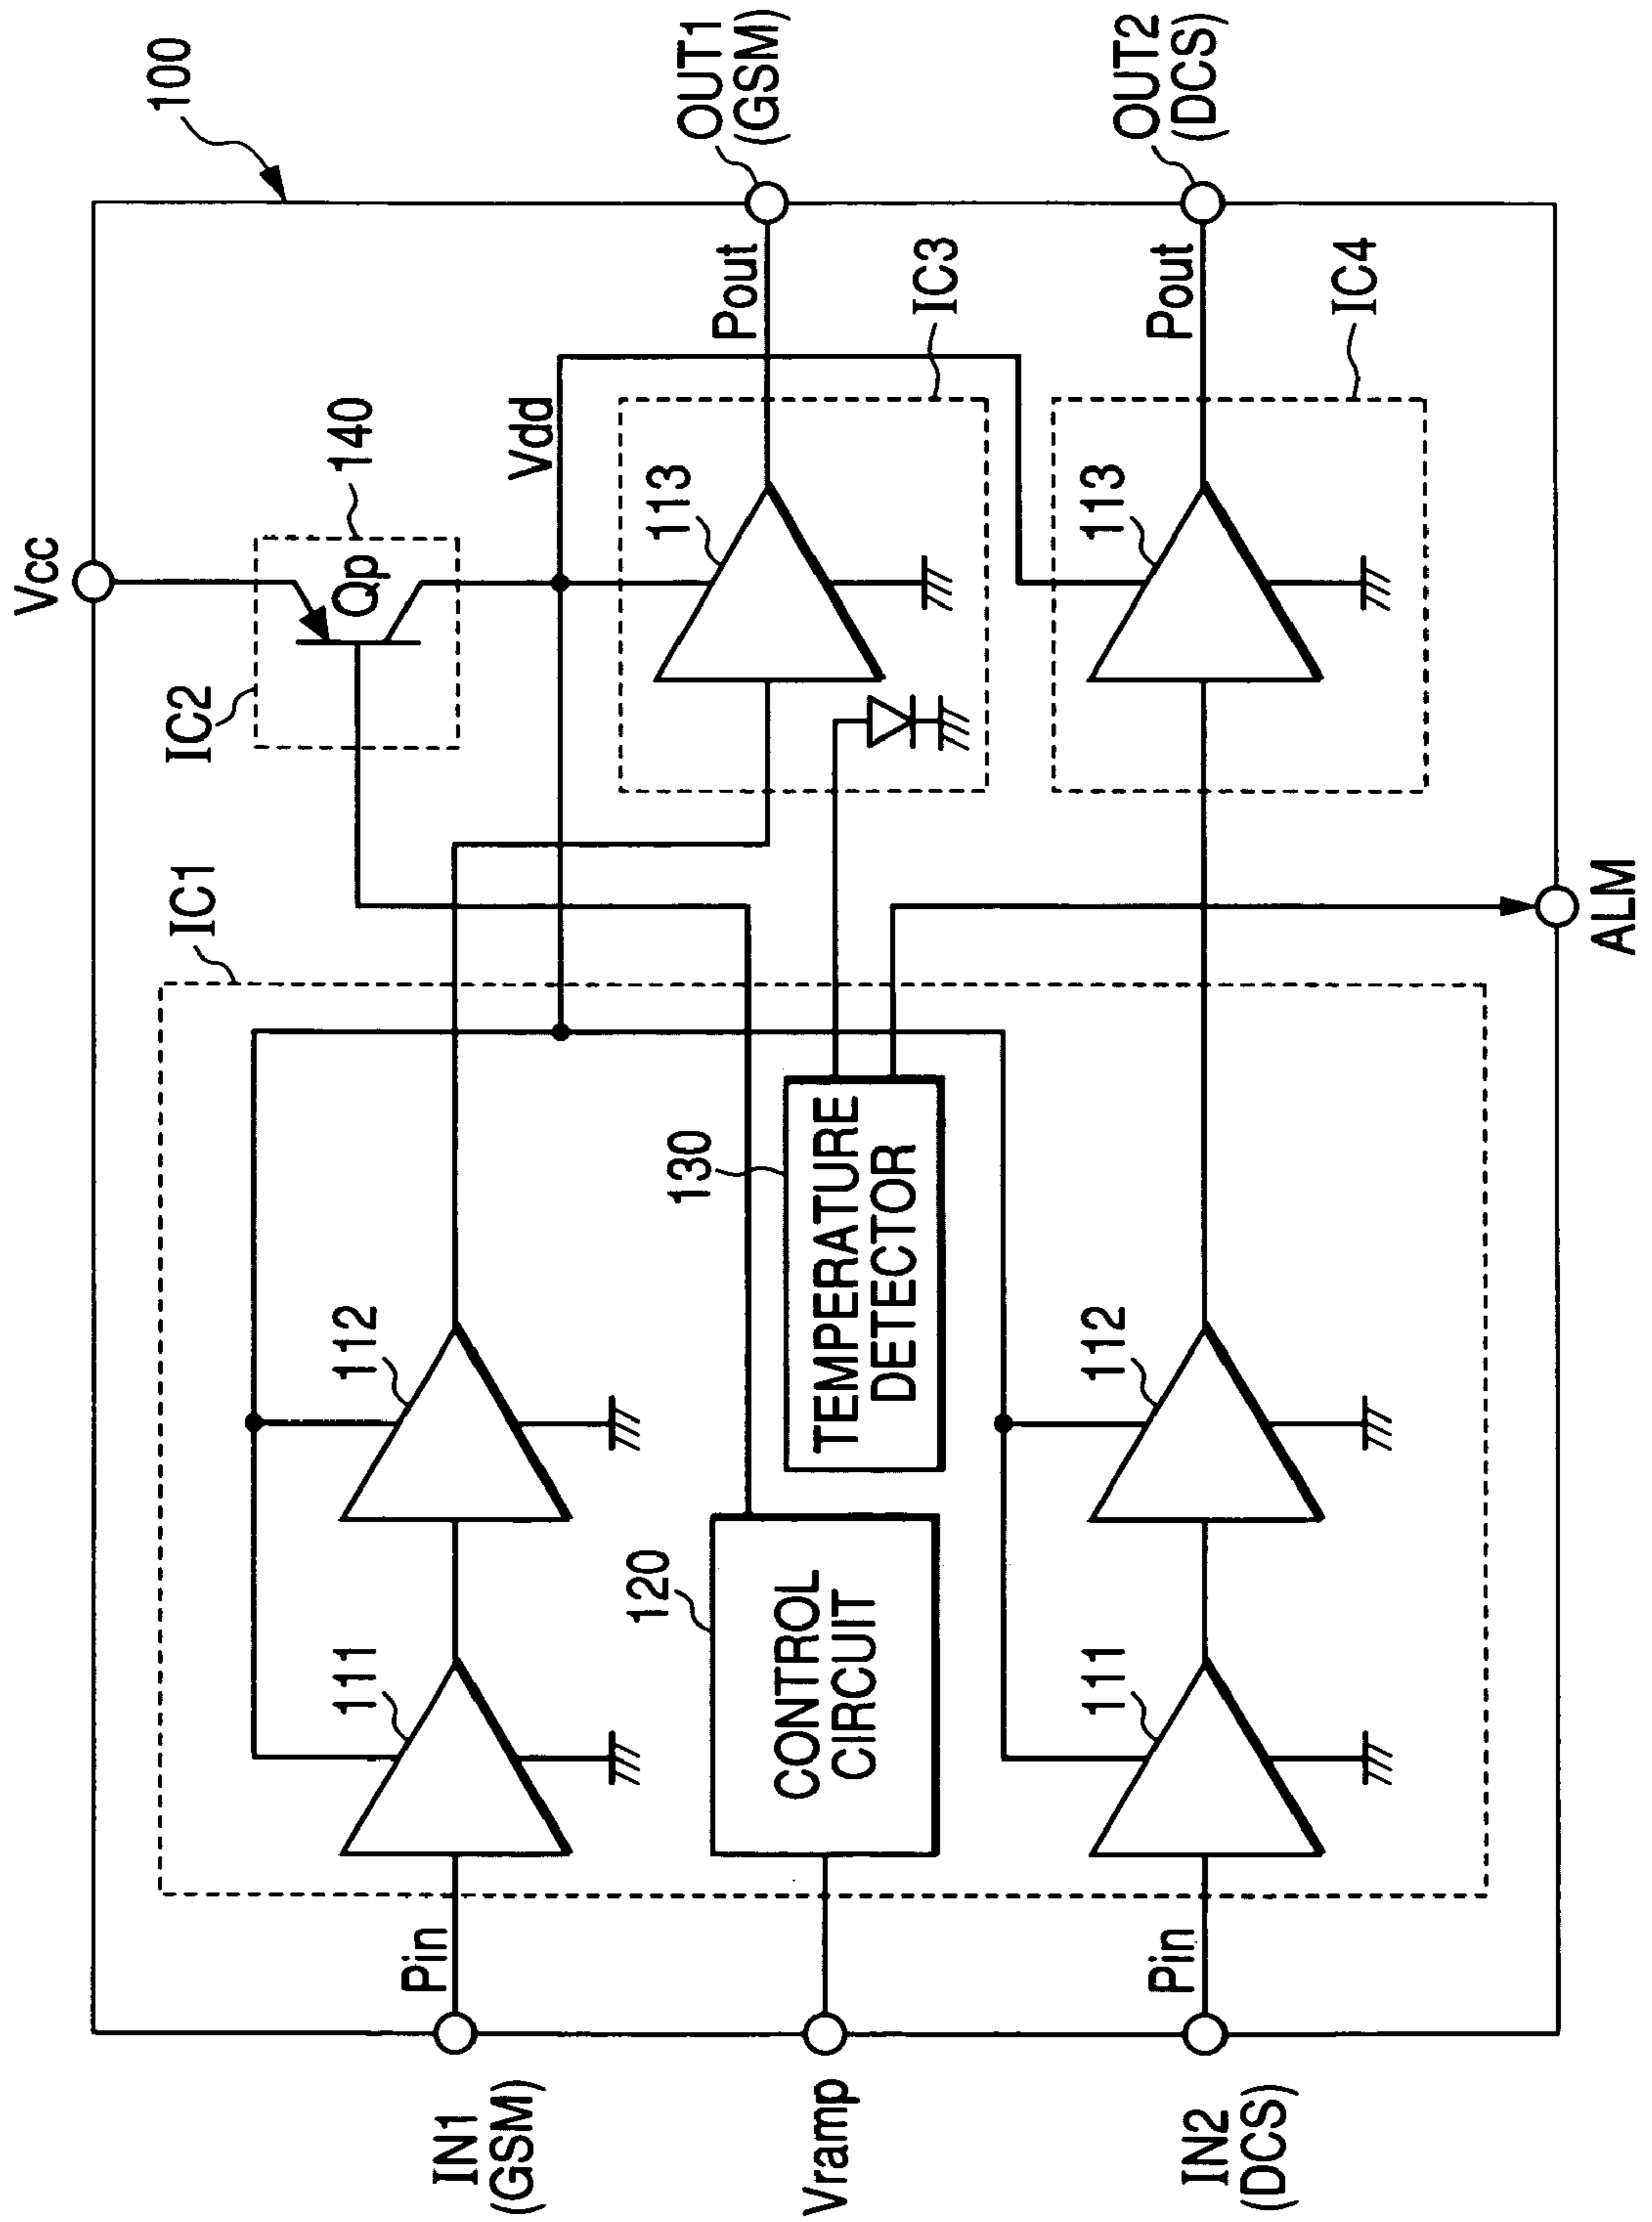 100
Vcc
140
Qp
IC2
Vdd
OUT1
(GSM)
Pout
113
IC3
OUT2
(DCS)
Pout
113
IC4
IC1
ALM
112
111
130
TEMPERATURE
DETECTOR
120
CONTROL
CIRCUIT
112
111
Pin
IN1
(GSM)
Vramp
Pin
IN2
(DCS)